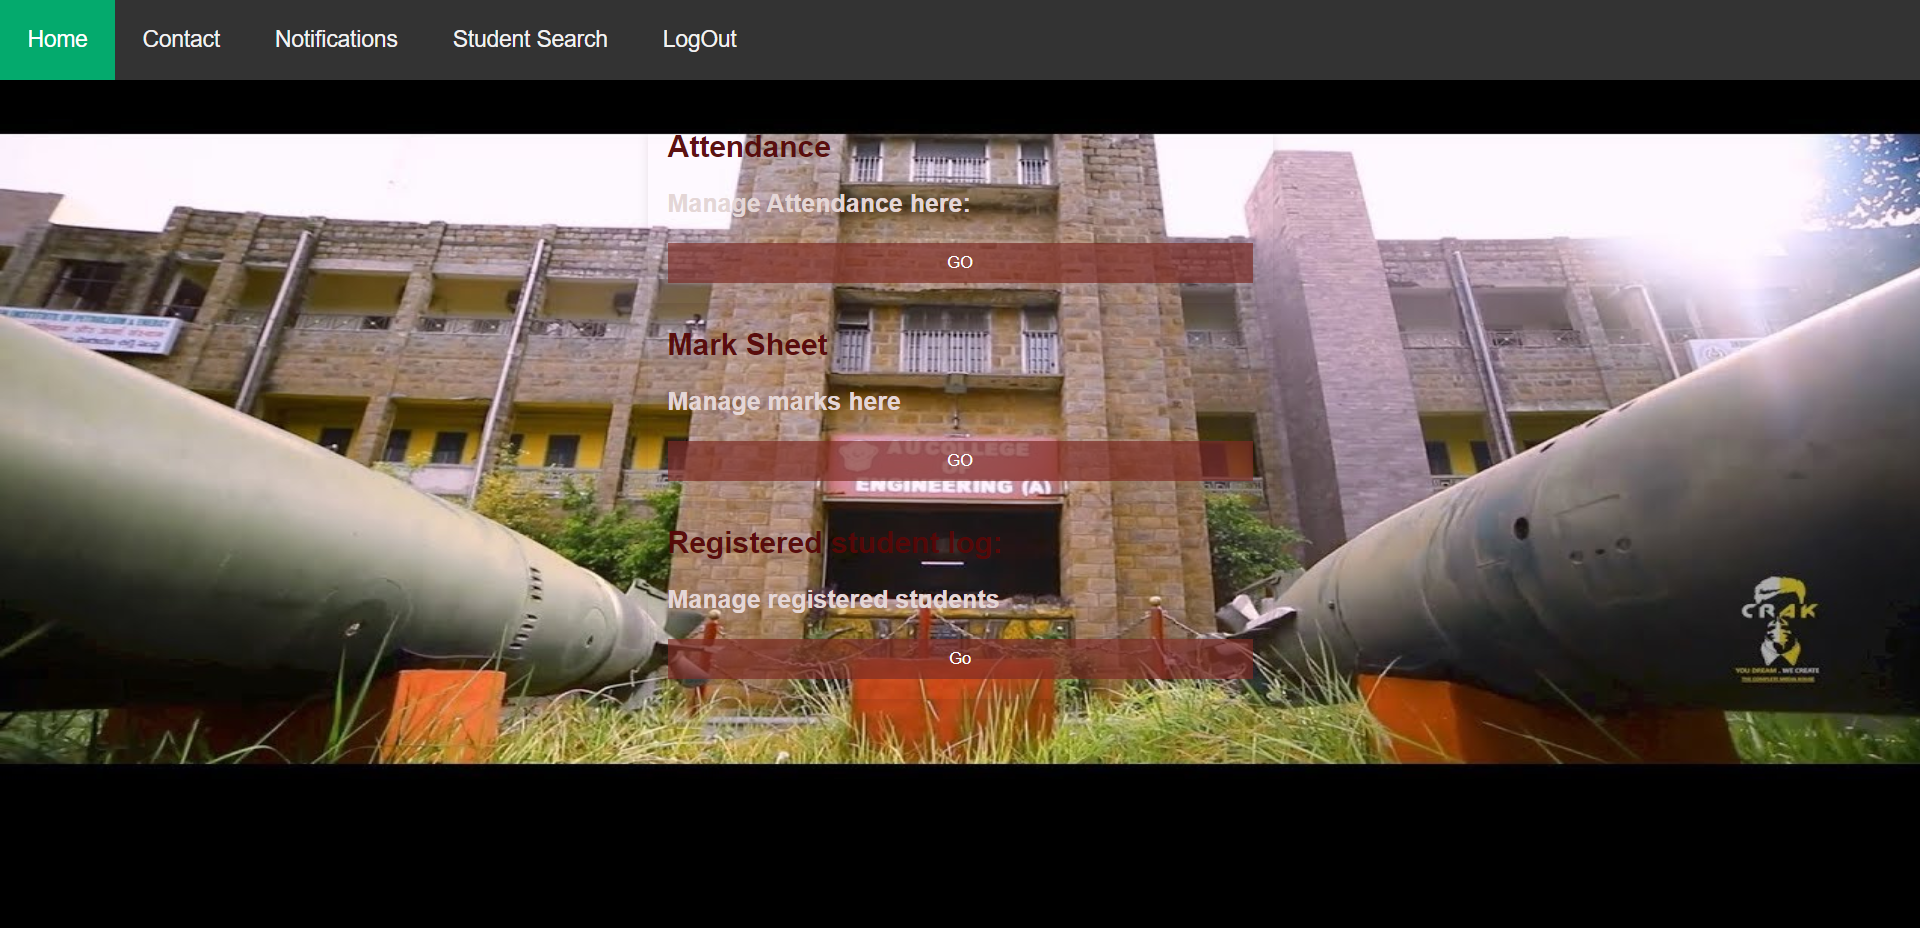 Home Contact Notifications Student Search LogOut
Attendance
Manage Attendance here:
GO
Mark Sheet
Manage marks here
GO
AU COLLEGE
OF
ENGINEERING (A)
Registered student log:
Manage registered students
Go
INSTITUTE OF PETROLEUM & ENERGY
CRAK
YOU DREAM . WE CREATE